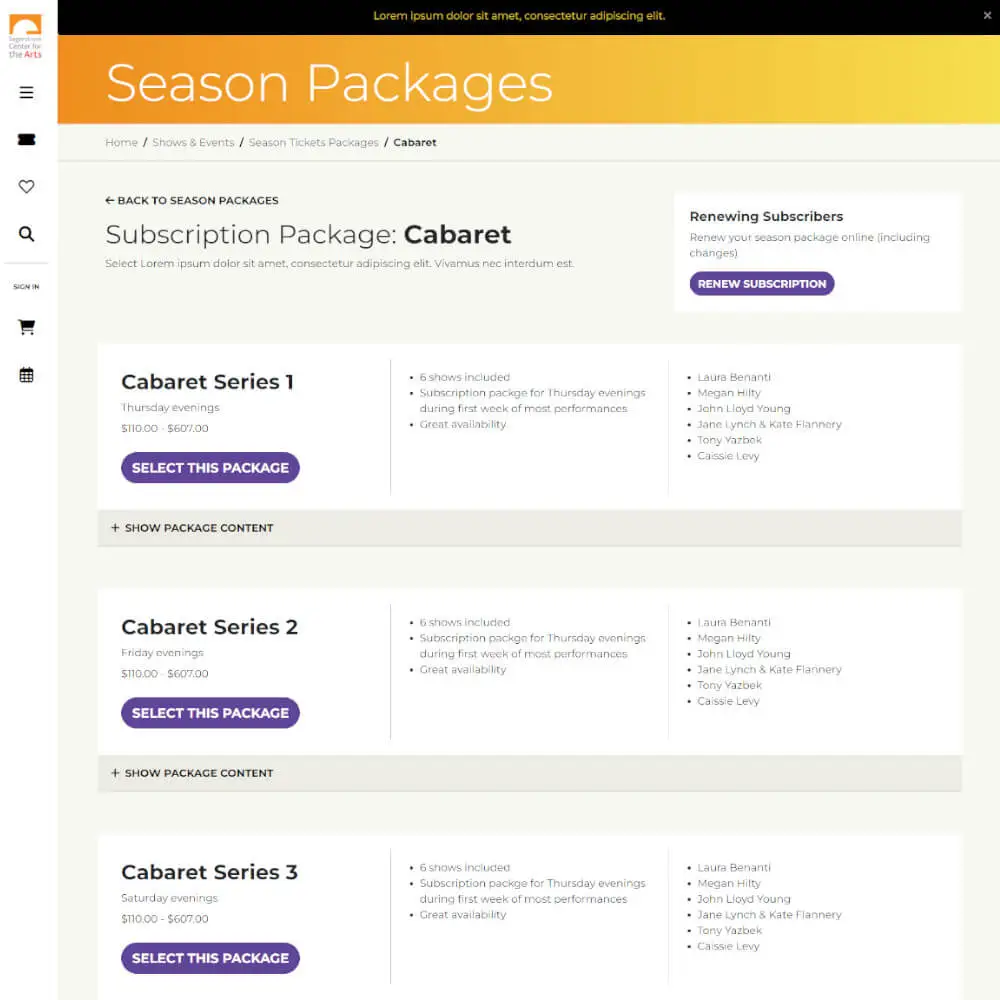 Lorem ipsum dolor sit amet, consectetur adipiscing elit.
Segerstrom
Center for
the Arts
Season Packages
Home / Shows & Events / Season Tickets Packages / Cabaret
BACK TO SEASON PACKAGES
Subscription Package: Cabaret
Select Lorem ipsum dolor sit amet, consectetur adipiscing elit. Vivamus nec interdum est.
Renewing Subscribers
Renew your season package online (including
changes)
RENEW SUBSCRIPTION
SIGN IN
Cabaret Series 1
Thursday evenings
$110.00 - $607.00
SELECT THIS PACKAGE
6 shows included
Subscription packge for Thursday evenings
during first week of most performances
Great availability
Laura Benanti
Megan Hilty
John Lloyd Young
Jane Lynch & Kate Flannery
Tony Yazbek
Caissie Levy
+ SHOW PACKAGE CONTENT
Cabaret Series 2
Friday evenings
$110.00 - $607.00
SELECT THIS PACKAGE
6 shows included
Subscription packge for Thursday evenings
during first week of most performances
Great availability
Laura Benanti
Megan Hilty
John Lloyd Young
Jane Lynch & Kate Flannery
Tony Yazbek
Caissie Levy
+ SHOW PACKAGE CONTENT
Cabaret Series 3
Saturday evenings
$110.00 - $607.00
SELECT THIS PACKAGE
6 shows included
Subscription packge for Thursday evenings
during first week of most performances
Great availability
Laura Benanti
Megan Hilty
John Lloyd Young
Jane Lynch & Kate Flannery
Tony Yazbek
Caissie Levy